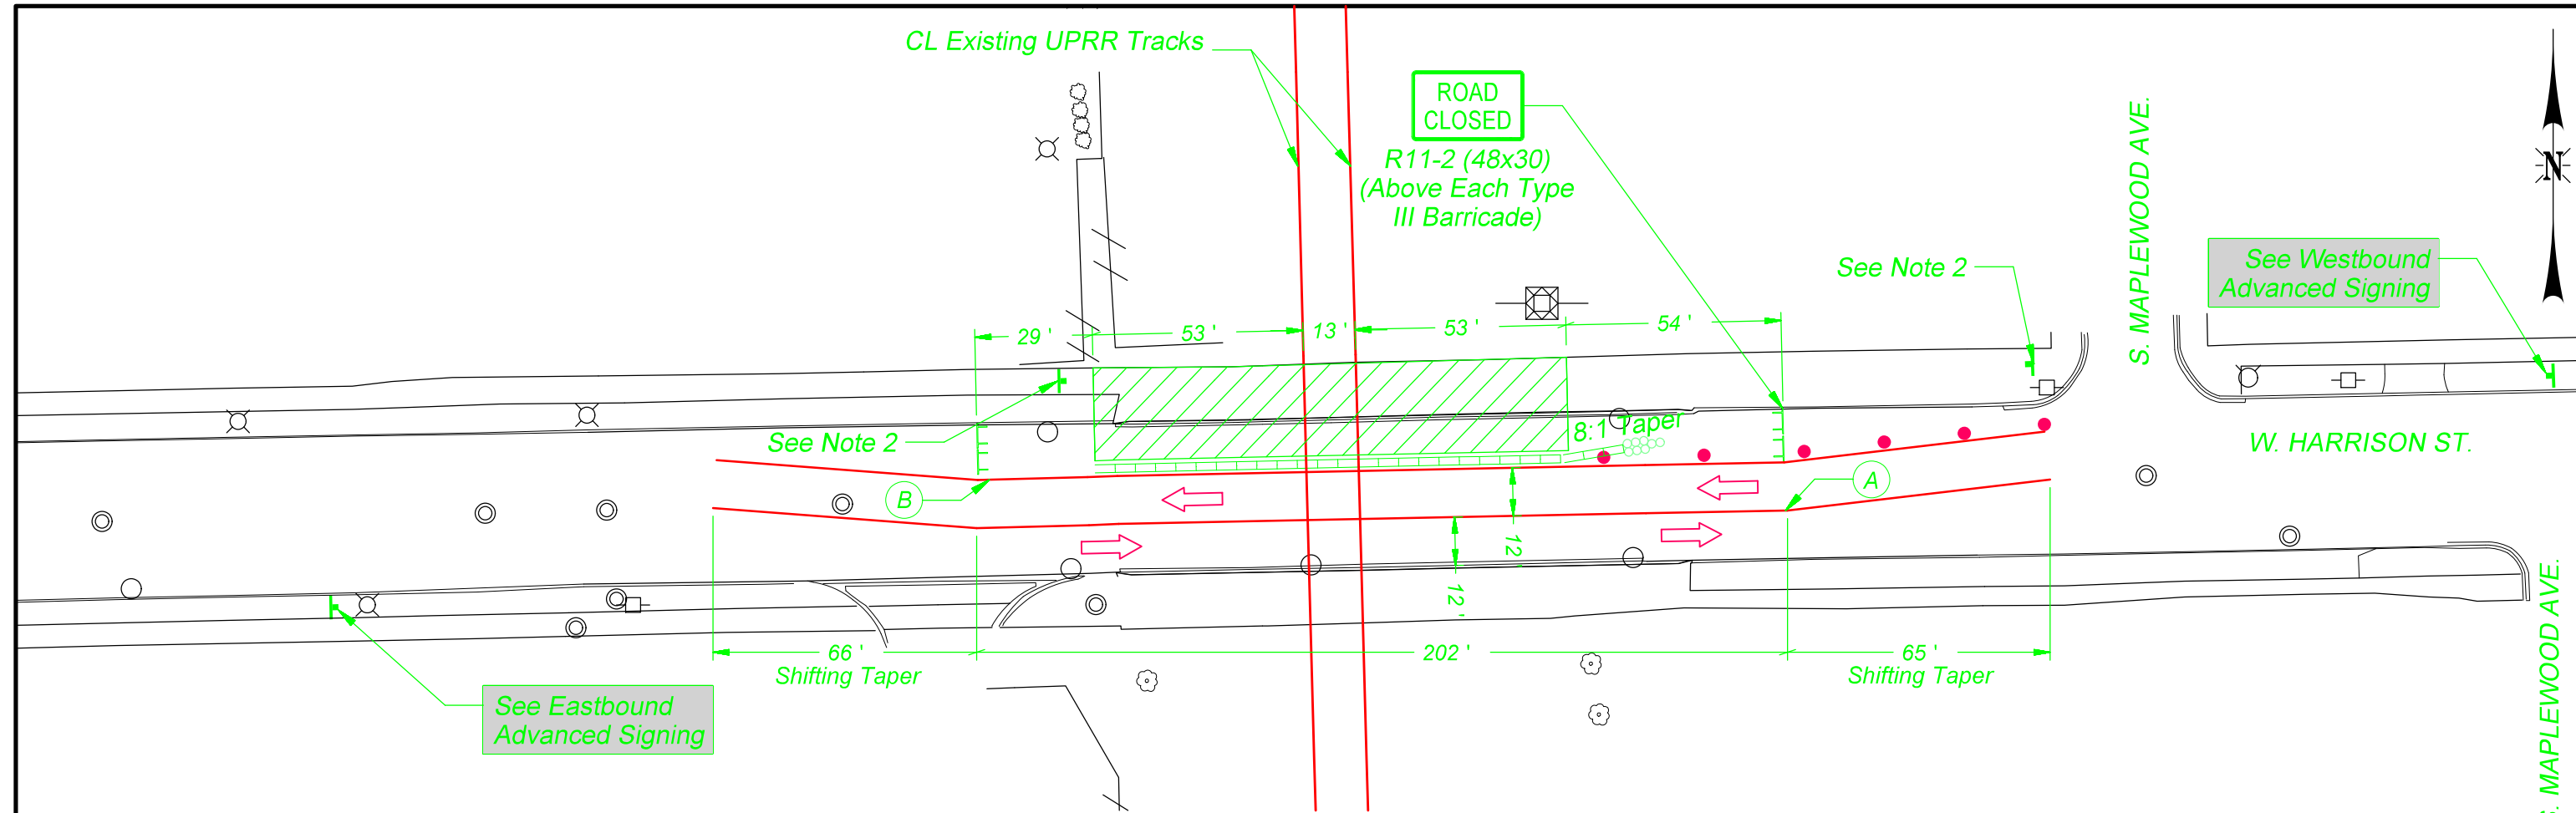 CL Existing UPRR Tracks
ROAD
CLOSED
R11-2 (48x30)
(Above Each Type
III Barricade)
S. MAPLEWOOD AVE.
N
See Westbound
Advanced Signing
See Note 2
29 '
53 '
13 '
53 '
54 '
See Note 2
8:1 Taper
W. HARRISON ST.
B
A
12 '
12 '
66 '
Shifting Taper
202 '
65 '
Shifting Taper
See Eastbound
Advanced Signing
S. MAPLEWOOD AVE.